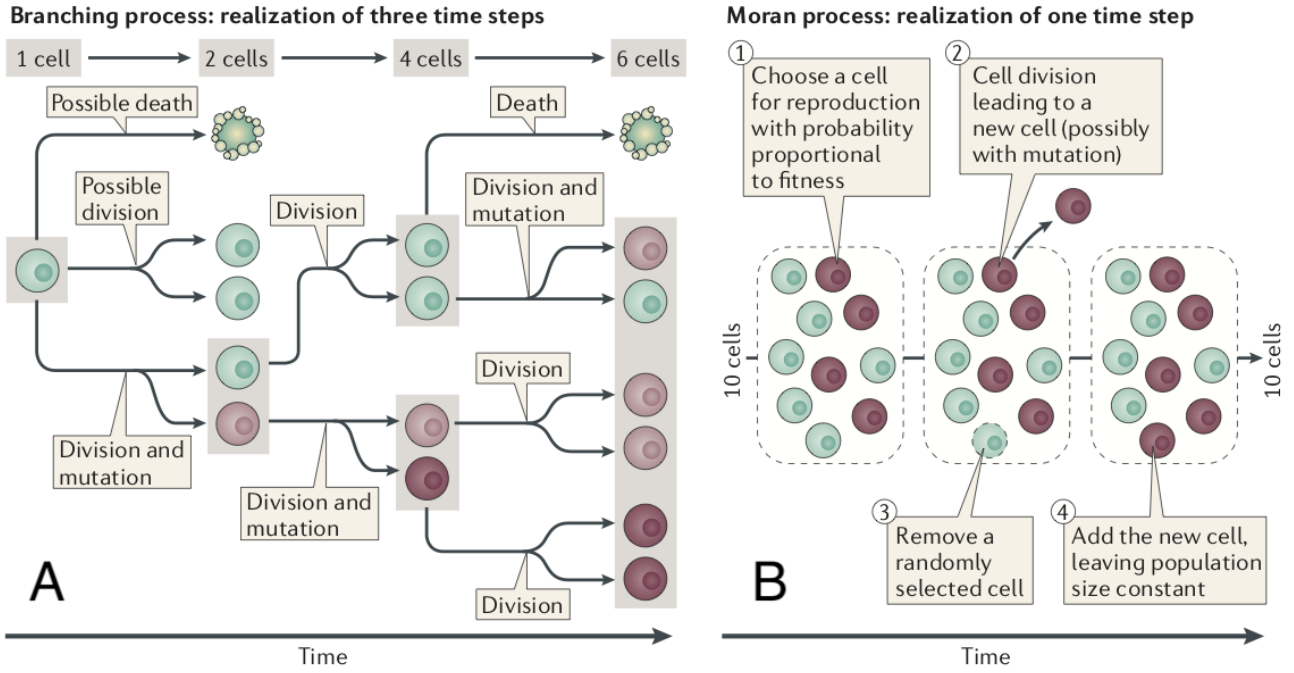 Branching process: realization of three time steps
1 cell
2 cells
4 cells
6 cells
Possible death
Death
Possible
division
Division
Division and
mutation
Division and
mutation
Division and
mutation
Division
Division
A
Time
Moran process: realization of one time step
1
Choose a cell
for reproduction
with probability
proportional
to fitness
2
Cell division
leading to a
new cell (possibly
with mutation)
10 cells
10 cells
3
Remove a
randomly
selected cell
4
Add the new cell,
leaving population
size constant
B
Time